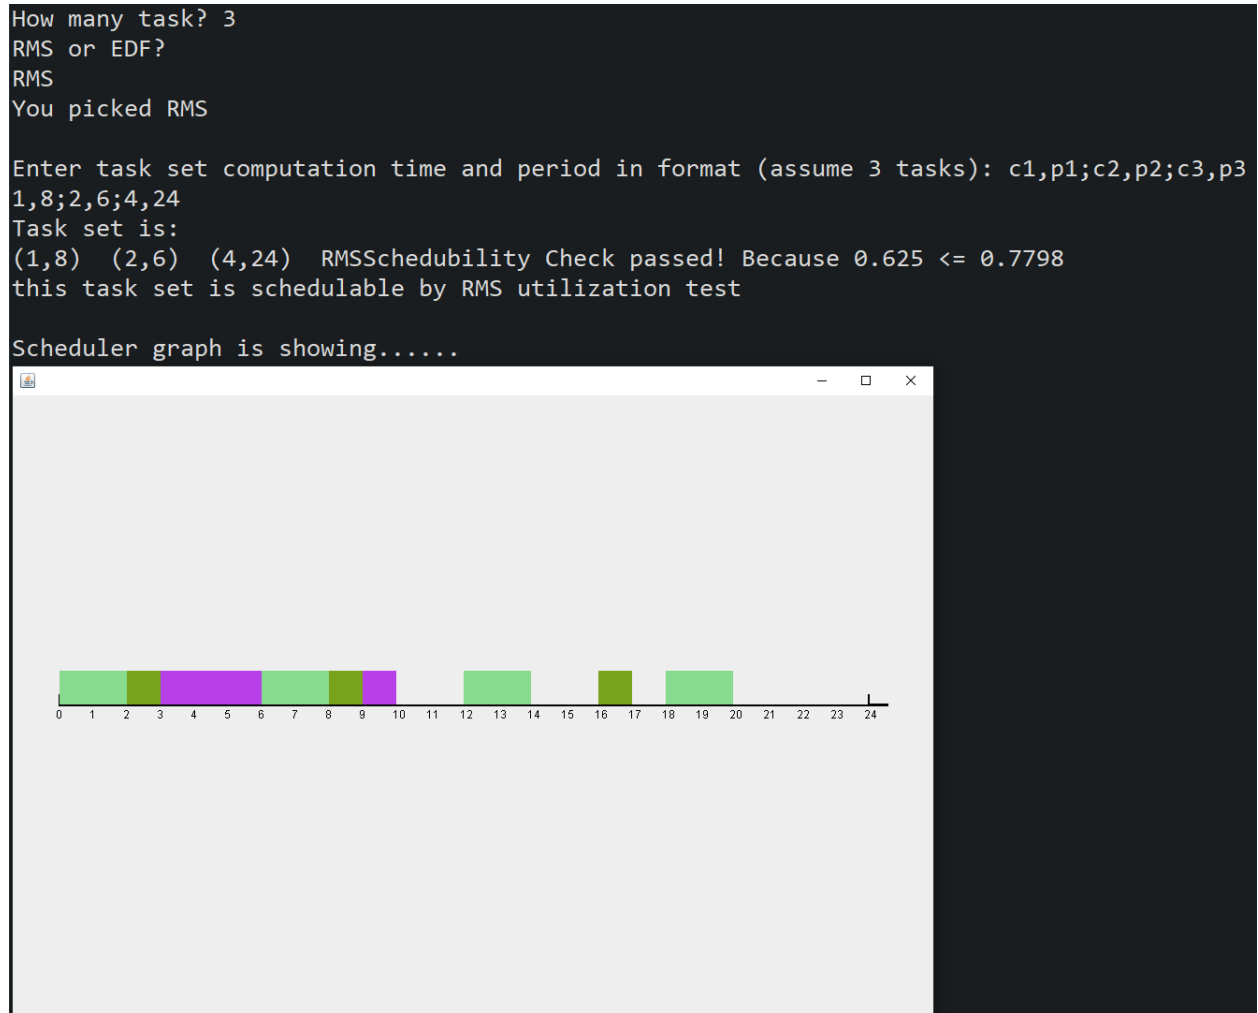 How many task? 3
RMS or EDF?
RMS
You picked RMS
Enter task set computation time and period in format (assume 3 tasks): c1,p1;c2,p2;c3,p3
1,8;2,6;4,24
Task set is:
(1,8)  (2,6)  (4,24)  RMSSchedubility Check passed! Because 0.625 <= 0.7798
this task set is schedulable by RMS utilization test
Scheduler graph is showing......
0 1 2 3 4 5 6 7 8 9 10 11 12 13 14 15 16 17 18 19 20 21 22 23 24